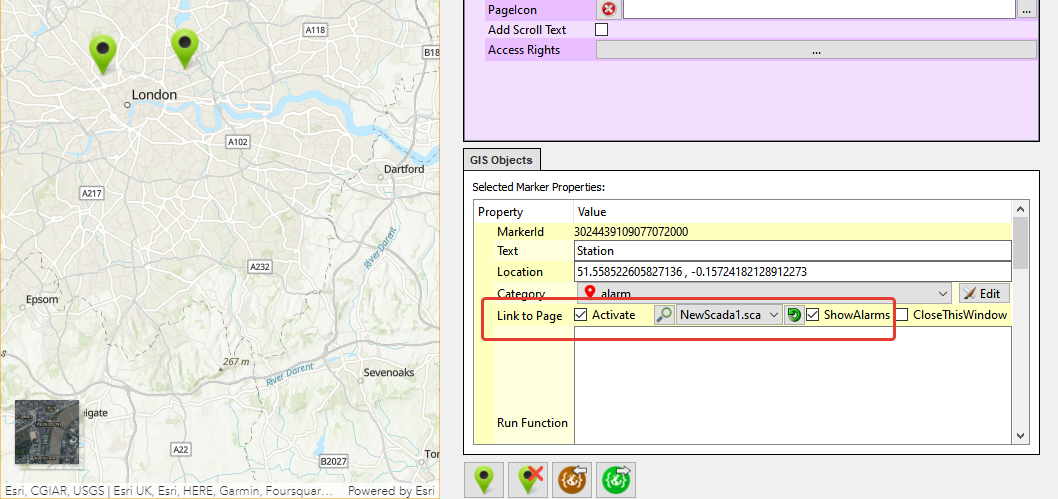 London
A102
Dartford
A217
River Darent
A232
Epsom
267 m
River Darent
Sevenoaks
eigate
A22
B2027
Esri, CGIAR, USGS | Esri UK, Esri, HERE, Garmin, Foursquar... Powered by Esri
PageIcon ...
Add Scroll Text
Access Rights ...
GIS Objects
Selected Marker Properties:
Property Value
MarkerId 3024439109077072000
Text Station
Location 51.558522605827136 , -0.15724182128912273
Category alarm Edit
Link to Page Activate NewScada1.sca ShowAlarms CloseThisWindow
Run Function